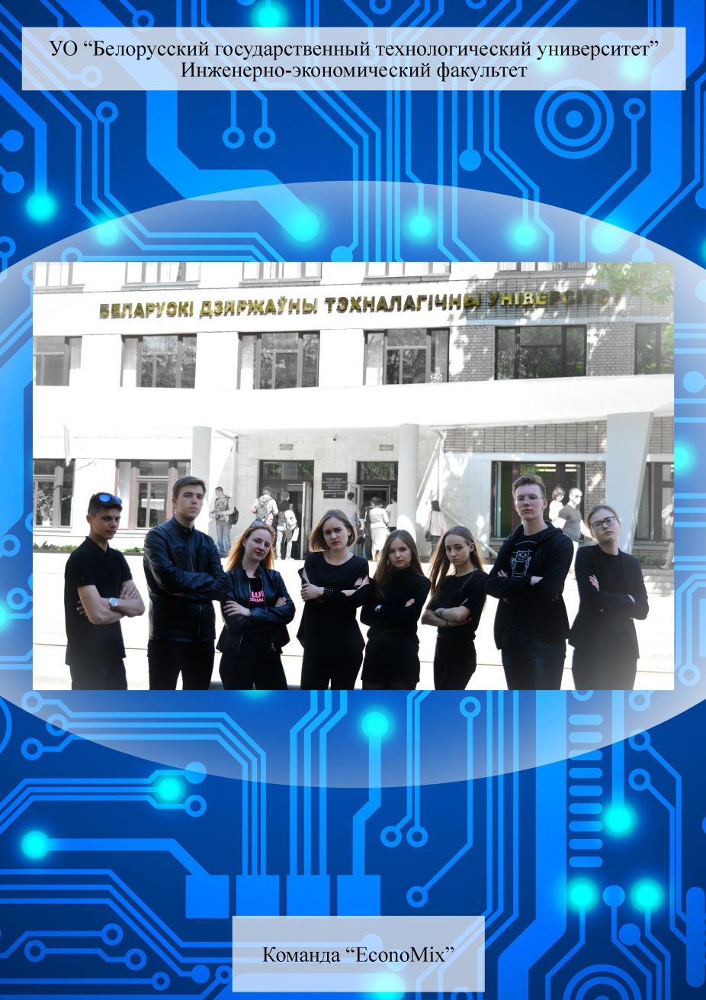 УО “Белорусский государственный технологический университет”
Инженерно-экономический факультет
БЕЛАРУСКІ ДЗЯРЖАЎНЫ ТЭХНАЛАГІЧНЫ УНІВЕРСІТЭТ
Команда “EconoMix”